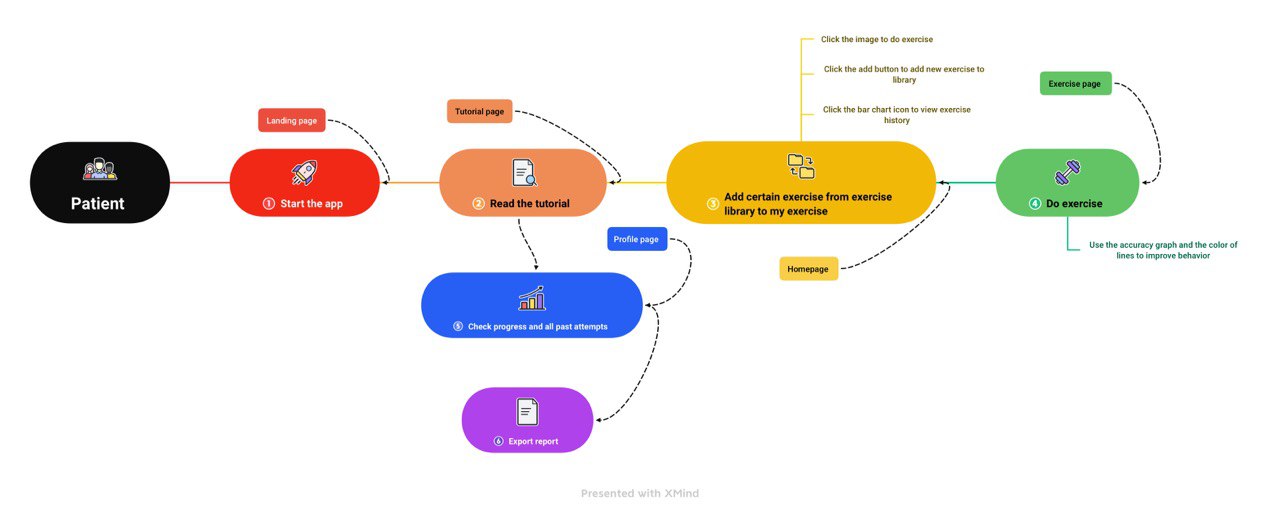 Click the image to do exercise
Click the add button to add new exercise to
library
Click the bar chart icon to view exercise
history
Exercise page
Landing page
Tutorial page
Patient
① Start the app
② Read the tutorial
③ Add certain exercise from exercise
library to my exercise
④ Do exercise
Profile page
Homepage
Use the accuracy graph and the color of
lines to improve behavior
⑤ Check progress and all past attempts
⑥ Export report
Presented with XMind